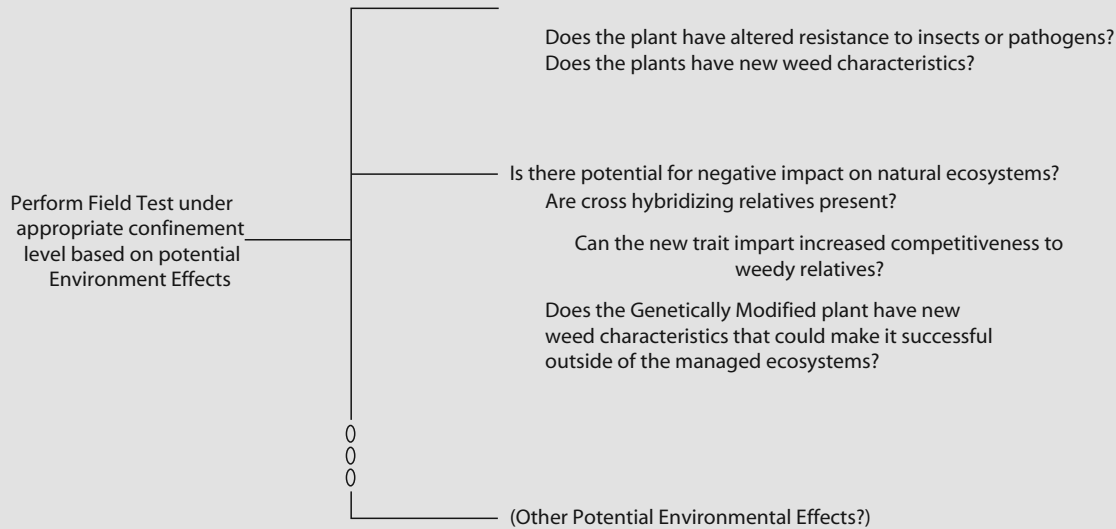 Does the plant have altered resistance to insects or pathogens?
Does the plants have new weed characteristics?
Is there potential for negative impact on natural ecosystems?
Are cross hybridizing relatives present?
Can the new trait impart increased competitiveness to
weedy relatives?
Does the Genetically Modified plant have new
weed characteristics that could make it successful
outside of the managed ecosystems?
Perform Field Test under
appropriate confinement
level based on potential
Environment Effects
(Other Potential Environmental Effects?)